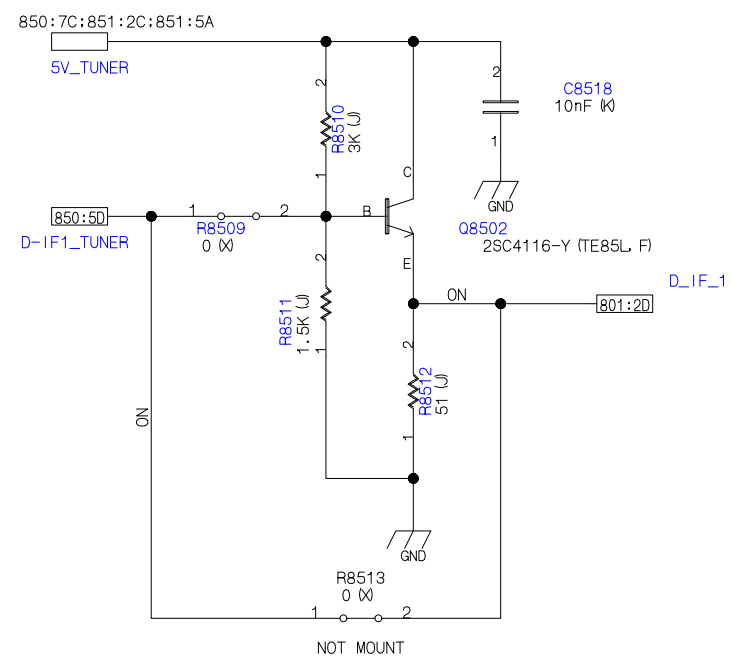 850:7C;851:2C;851:5A
5V_TUNER
2
R8510
3K (J)
1
2
C8518
10nF (K)
1
GND
C
850:5D
D-IF1_TUNER
1
2
R8509
0 (X)
B
Q8502
2SC4116-Y (TE85L, F)
E
2
R8511
1.5K (J)
1
ON
D_IF_1
801:2D
2
R8512
51 (J)
1
ON
GND
R8513
0 (X)
1
2
NOT MOUNT